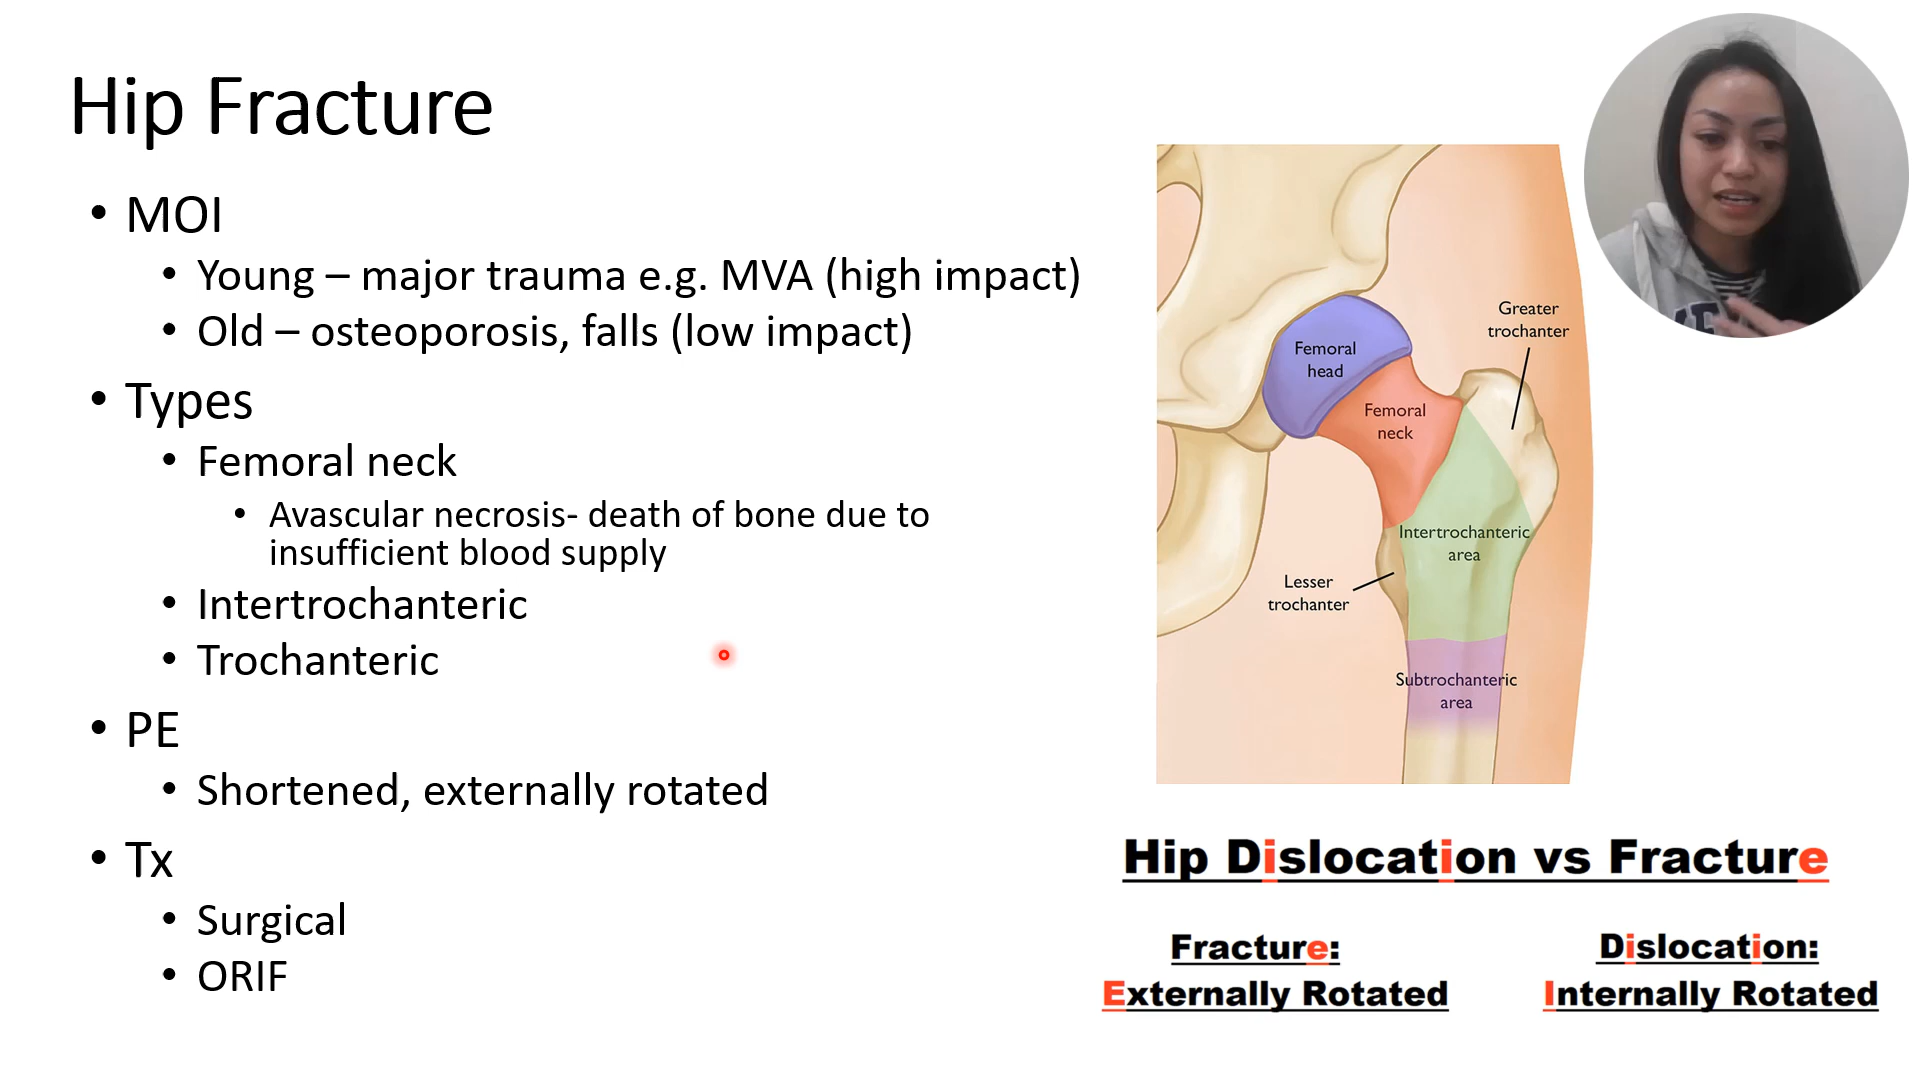 Hip Fracture
• MOI
• Young – major trauma e.g. MVA (high impact)
• Old – osteoporosis, falls (low impact)
• Types
• Femoral neck
• Avascular necrosis- death of bone due to
insufficient blood supply
• Intertrochanteric
• Trochanteric
• PE
• Shortened, externally rotated
• Tx
• Surgical
• ORIF
Greater
trochanter
Femoral
head
Femoral
neck
Intertrochanteric
area
Lesser
trochanter
Subtrochanteric
area
Hip Dislocation vs Fracture
Fracture:
Externally Rotated
Dislocation:
Internally Rotated